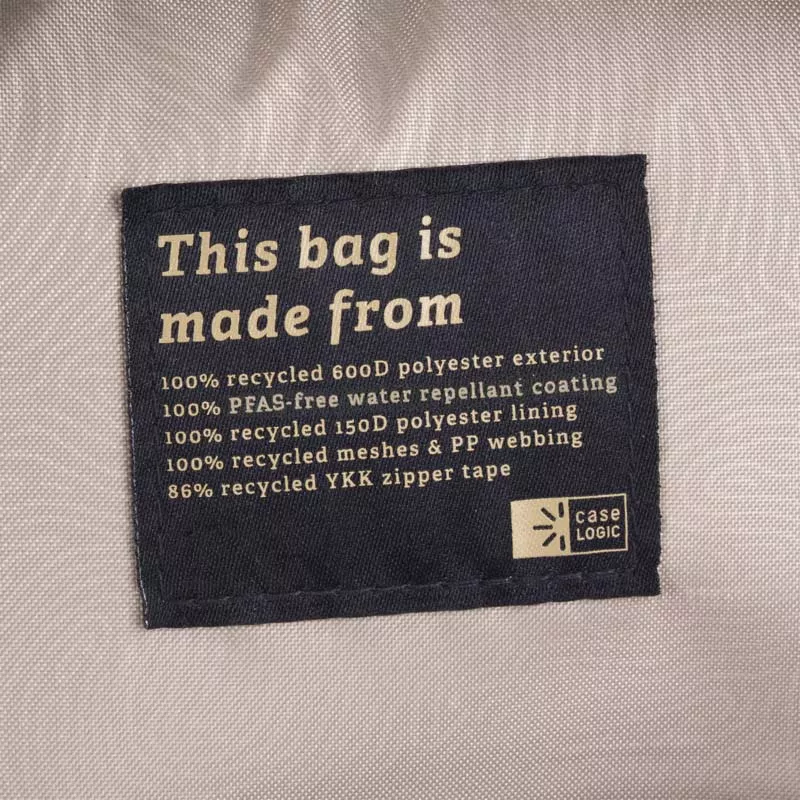 This bag is
made from
100% recycled 600D polyester exterior
100% PFAS-free water repellant coating
100% recycled 150D polyester lining
100% recycled meshes & PP webbing
86% recycled YKK zipper tape
case
LOGIC